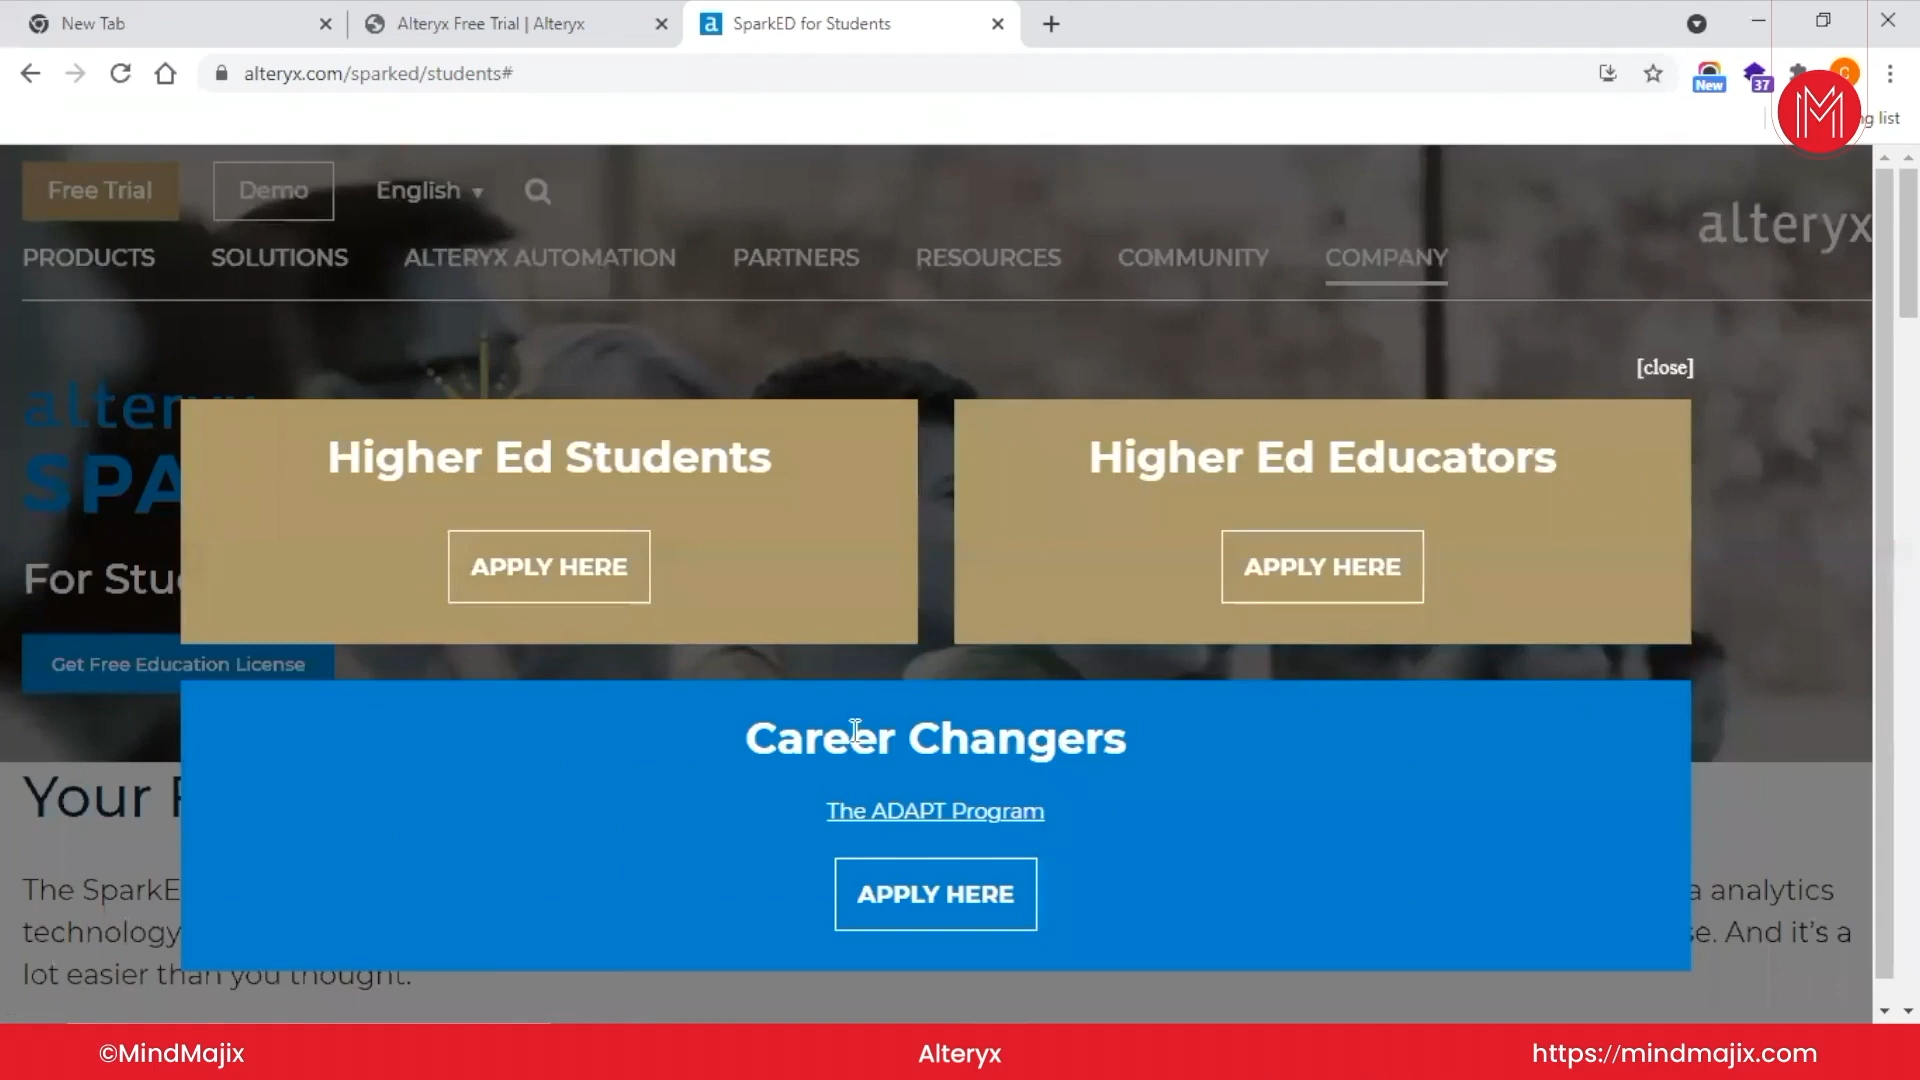 New Tab
Alteryx Free Trial | Alteryx
SparkED for Students
alteryx.com/sparked/students#
New
37
C
g list
Free Trial
Demo
English
alteryx
PRODUCTS
SOLUTIONS
ALTERYX AUTOMATION
PARTNERS
RESOURCES
COMMUNITY
COMPANY
[close]
alter
SPA
For Stu
Get Free Education License
Higher Ed Students
APPLY HERE
Higher Ed Educators
APPLY HERE
Career Changers
The ADAPT Program
APPLY HERE
Your
The SparkE
a analytics
technology
se. And it's a
lot easier than you thought.
©MindMajix
Alteryx
https://mindmajix.com